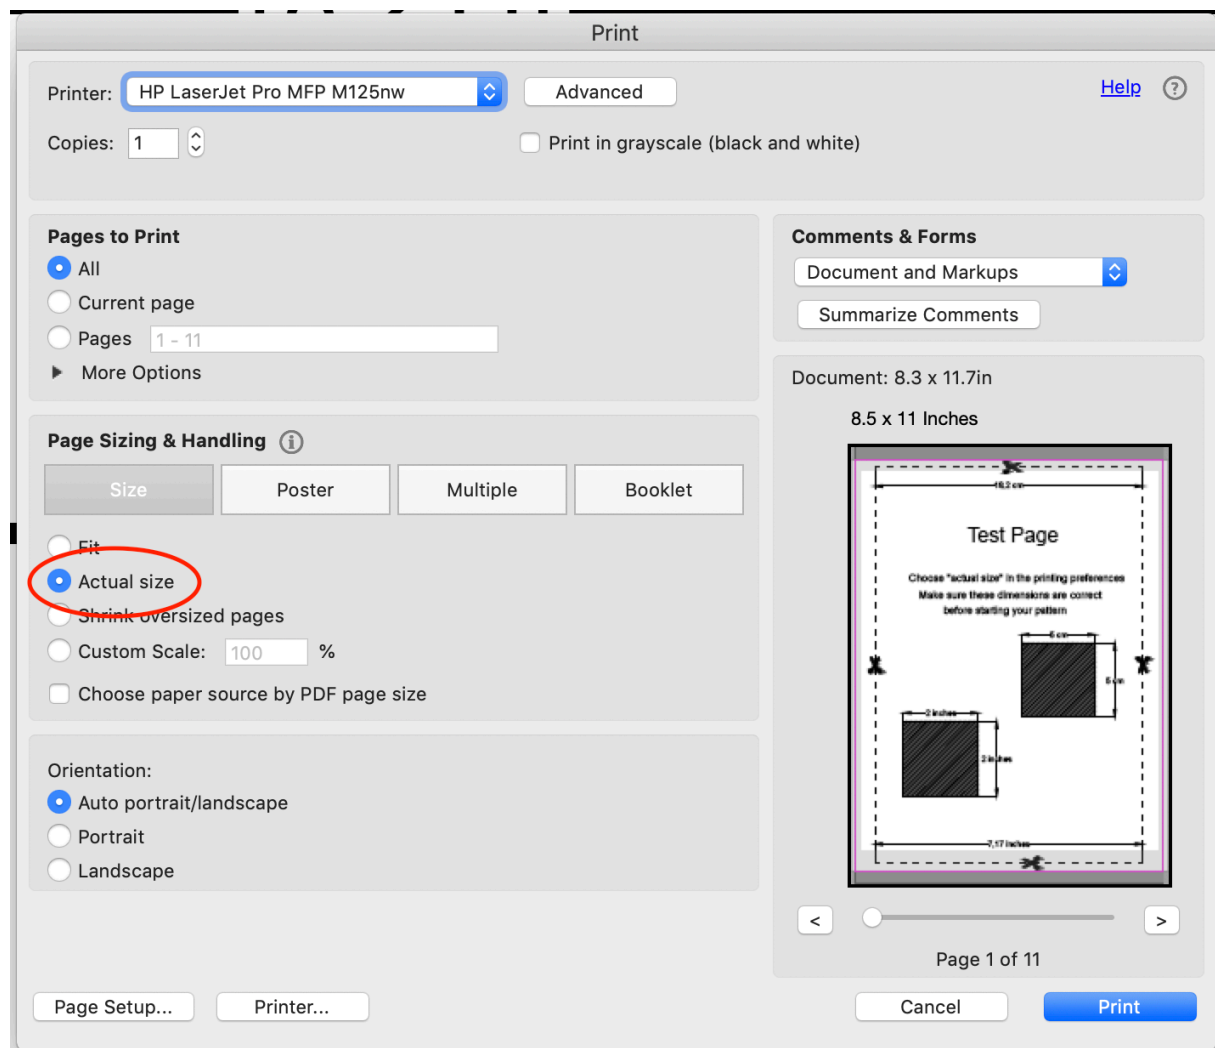 Print
Printer: HP LaserJet Pro MFP M125nw Advanced Help ?
Copies: 1 Print in grayscale (black and white)
Pages to Print
All
Current page
Pages 1 - 11
More Options
Comments & Forms
Document and Markups
Summarize Comments
Page Sizing & Handling i
Size Poster Multiple Booklet
Fit
Actual size
Shrink oversized pages
Custom Scale: 100 %
Choose paper source by PDF page size
Orientation:
Auto portrait/landscape
Portrait
Landscape
Document: 8.3 x 11.7in
8.5 x 11 Inches
Test Page
Choose "actual size" in the printing preferences
Make sure these dimensions are correct
before starting your pattern
5 cm
2 inches
2 inches
7,17 inches
< >
Page 1 of 11
Page Setup... Printer... Cancel Print